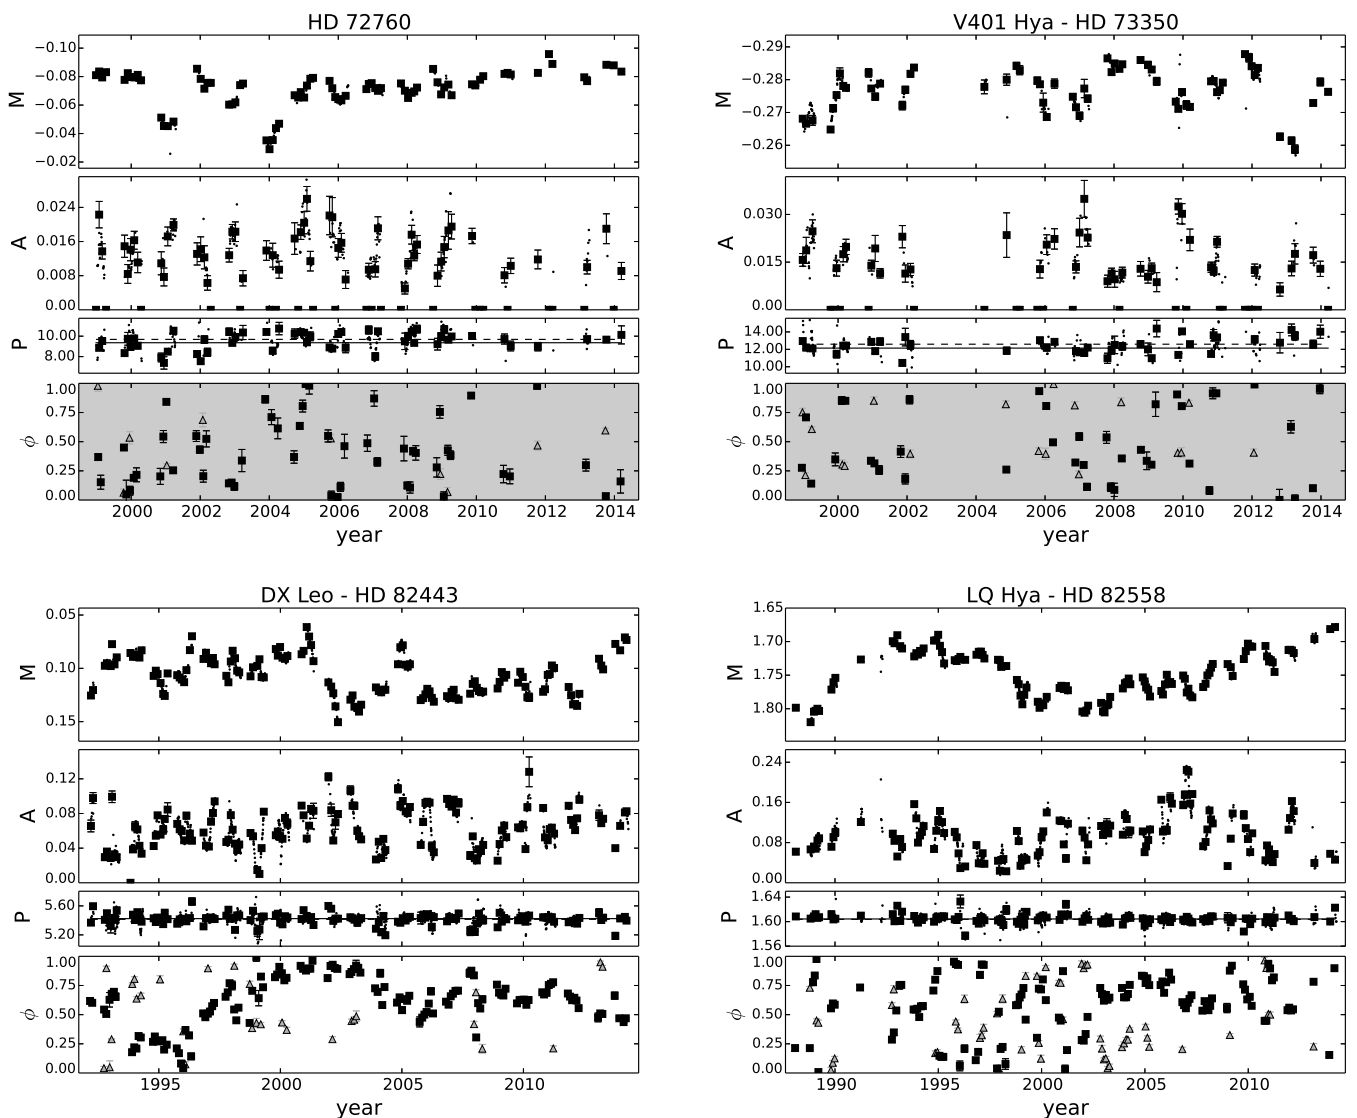 HD 72760
−0.10
−0.08
−0.06
−0.04
−0.02
M
0.024
0.016
0.008
0.00
A
10.00
8.00
P
1.00
0.75
0.50
0.25
0.00
ϕ
2000 2002 2004 2006 2008 2010 2012 2014
year
V401 Hya - HD 73350
−0.29
−0.28
−0.27
−0.26
M
0.030
0.015
0.00
A
14.00
12.00
10.00
P
1.00
0.75
0.50
0.25
0.00
ϕ
2000 2002 2004 2006 2008 2010 2012 2014
year
DX Leo - HD 82443
0.05
0.10
0.15
M
0.12
0.08
0.04
0.00
A
5.60
5.20
P
1.00
0.75
0.50
0.25
0.00
ϕ
1995 2000 2005 2010
year
LQ Hya - HD 82558
1.65
1.70
1.75
1.80
M
0.24
0.16
0.08
0.00
A
1.64
1.60
1.56
P
1.00
0.75
0.50
0.25
0.00
ϕ
1990 1995 2000 2005 2010
year